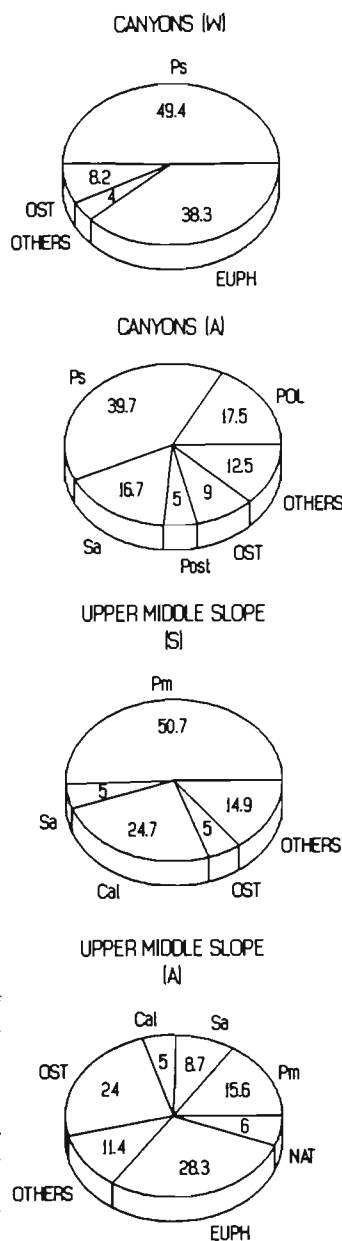 CANYONS (W)
Ps
49.4
8.2
4
38.3
OST
OTHERS
EUPH
CANYONS (A)
Ps
POL
39.7
17.5
12.5
16.7
5
9
OTHERS
Sa
Post
OST
UPPER MIDDLE SLOPE
(S)
Pm
50.7
5
14.9
24.7
5
Sa
OTHERS
Cal
OST
UPPER MIDDLE SLOPE
(A)
Cal
Sa
OST
5
8.7
Pm
24
15.6
6
11.4
28.3
NAT
OTHERS
EUPH